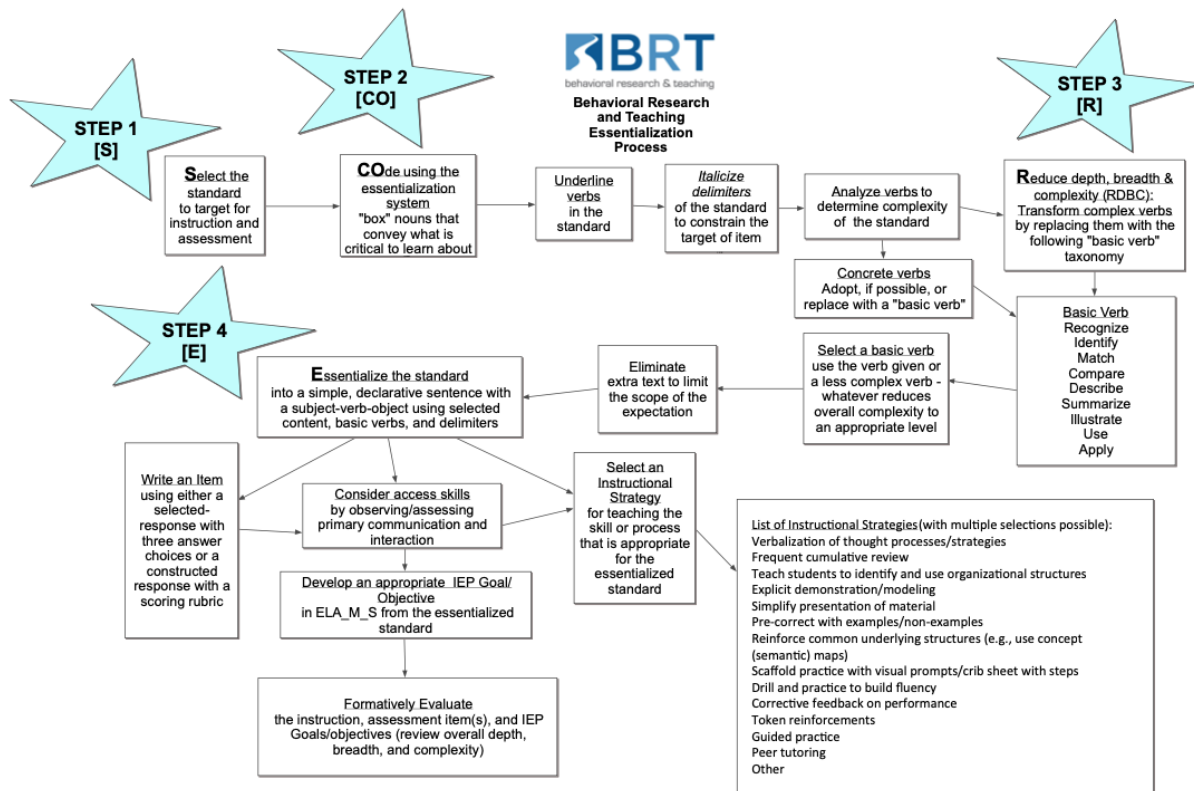 STEP 1
[S]
STEP 2
[CO]
BRT
behavioral research & teaching
Behavioral Research
and Teaching
Essentialization
Process
STEP 3
[R]
Select the
standard
to target for
instruction and
assessment
COde using the
essentialization
system
"box" nouns that
convey what is
critical to learn about
Underline
verbs
in the
standard
Italicize
delimiters
of the standard
to constrain the
target of item
Analyze verbs to
determine complexity
of the standard
Reduce depth, breadth &
complexity (RDBC):
Transform complex verbs
by replacing them with the
following "basic verb"
taxonomy
Concrete verbs
Adopt, if possible, or
replace with a "basic verb"
Basic Verb
Recognize
Identify
Match
Compare
Describe
Summarize
Illustrate
Use
Apply
Select a basic verb
use the verb given or
a less complex verb -
whatever reduces
overall complexity to
an appropriate level
Eliminate
extra text to limit
the scope of the
expectation
STEP 4
[E]
Essentialize the standard
into a simple, declarative sentence with
a subject-verb-object using selected
content, basic verbs, and delimiters
Write an Item
using either a
selected-
response with
three answer
choices or a
constructed
response with a
scoring rubric
Consider access skills
by observing/assessing
primary communication and
interaction
Select an
Instructional
Strategy
for teaching the
skill or process
that is appropriate
for the
essentialized
standard
Develop an appropriate IEP Goal/
Objective
in ELA_M_S from the essentialized
standard
Formatively Evaluate
the instruction, assessment item(s), and IEP
Goals/objectives (review overall depth,
breadth, and complexity)
List of Instructional Strategies(with multiple selections possible):
Verbalization of thought processes/strategies
Frequent cumulative review
Teach students to identify and use organizational structures
Explicit demonstration/modeling
Simplify presentation of material
Pre-correct with examples/non-examples
Reinforce common underlying structures (e.g., use concept
(semantic) maps)
Scaffold practice with visual prompts/crib sheet with steps
Drill and practice to build fluency
Corrective feedback on performance
Token reinforcements
Guided practice
Peer tutoring
Other